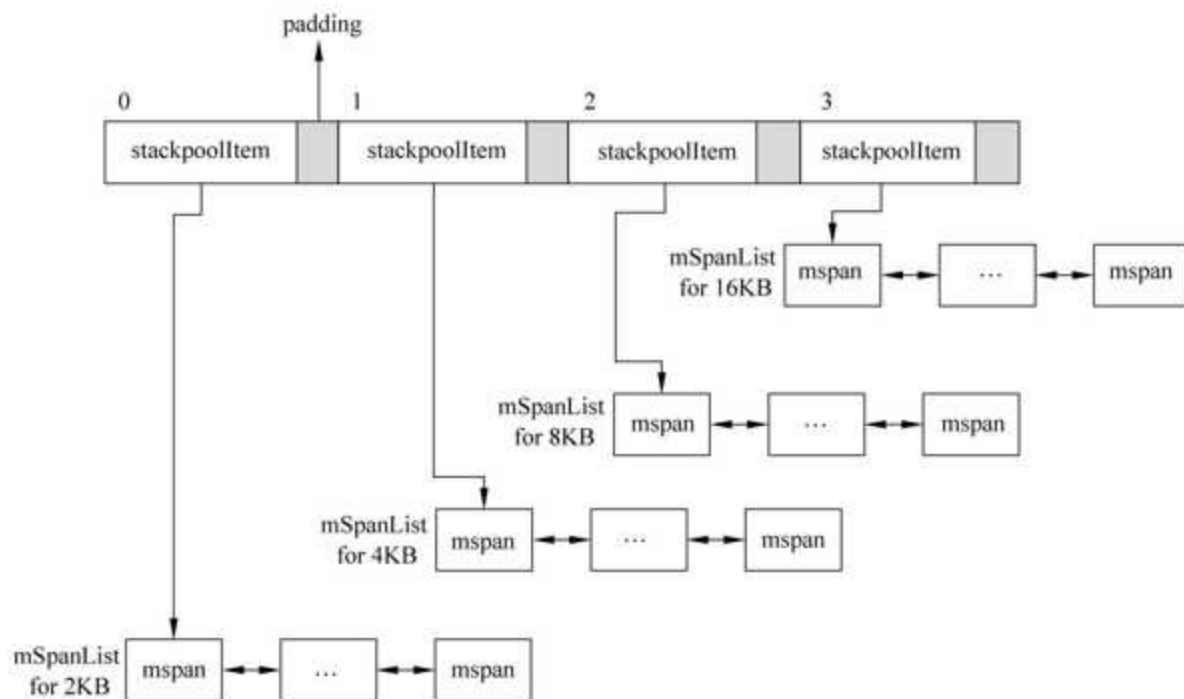 padding
0 1 2 3
stackpoolItem stackpoolItem stackpoolItem stackpoolItem
mSpanList
for 16KB
mspan ... mspan
mSpanList
for 8KB
mspan ... mspan
mSpanList
for 4KB
mspan ... mspan
mSpanList
for 2KB
mspan ... mspan